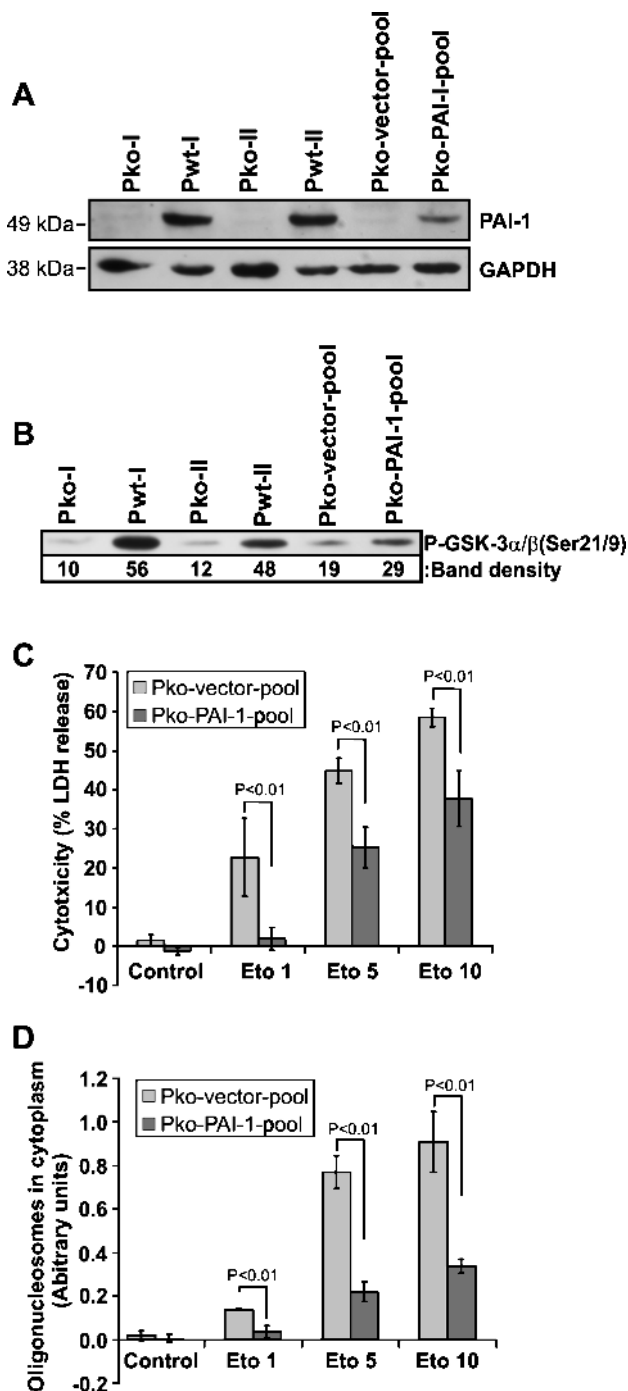 A
Pko-I
Pwt-I
Pko-II
Pwt-II
Pko-vector-pool
Pko-PAI-I-pool
49 kDa
PAI-1
38 kDa
GAPDH
B
Pko-I
Pwt-I
Pko-II
Pwt-II
Pko-vector-pool
Pko-PAI-1-pool
P-GSK-3α/β(Ser21/9)
10 56 12 48 19 29 :Band density
C
Cytotxicity (% LDH release)
70
60
50
40
30
20
10
0
-10
Pko-vector-pool
Pko-PAI-1-pool
P<0.01
P<0.01
P<0.01
Control Eto 1 Eto 5 Eto 10
D
Oligonucleosomes in cytoplasm
(Abitrary units)
1.2
1.0
0.8
0.6
0.4
0.2
0.0
-0.2
Pko-vector-pool
Pko-PAI-1-pool
P<0.01
P<0.01
P<0.01
Control Eto 1 Eto 5 Eto 10